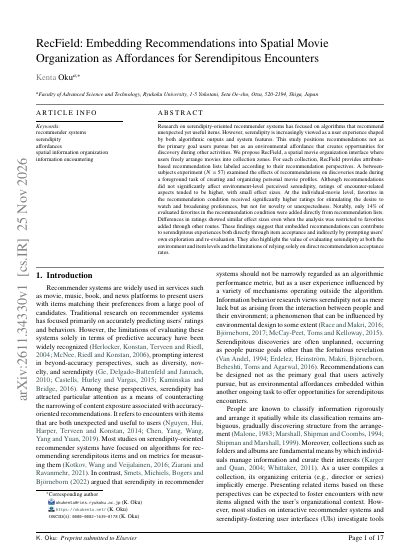 RecField: Embedding Recommendations into Spatial Movie
Organization as Affordances for Serendipitous Encounters
Kenta Oku
Faculty of Advanced Science and Technology, Ryukoku University, 1-5 Yokotani, Seta Oe-cho, Otsu, 520-2194, Shiga, Japan
ARTICLE INFO
Keywords:
recommender systems
serendipity
affordances
spatial information organization
information encountering
ABSTRACT
Research on serendipity-oriented recommender systems has focused on algorithms that recommend
unexpected yet useful items. However, serendipity is increasingly viewed as a user experience shaped
by both algorithmic outputs and system features. This study positions recommendations not as
the primary goal users pursue but as an environmental affordance that creates opportunities for
discovery during other activities. We propose RecField, a spatial movie organization interface where
users freely arrange movies into collection zones. For each collection, RecField provides attribute-
based recommendation lists labeled according to their recommendation perspectives. A between-
subjects experiment (N = 57) examined the effects of recommendations on discovery made during
a foreground task of creating and organizing personal movie profiles. Although recommendations
did not significantly affect environment-level perceived serendipity, ratings of encounter-related
aspects tended to be higher, with small effect sizes. At the individual-movie level, favorites in
the recommendation condition received significantly higher ratings for stimulating the desire to
watch and broadening preferences, but not for novelty or unexpectedness. Notably, only 14% of
evaluated favorites in the recommendation condition were added directly from recommendation lists.
Differences in ratings showed similar effect sizes even when the analysis was restricted to favorites
added through other routes. These findings suggest that embedded recommendations can contribute
to serendipitous experiences both directly through item acceptance and indirectly by prompting users'
own exploration and re-evaluation. They also highlight the value of evaluating serendipity at both the
environment and item levels and the limitations of relying solely on direct recommendation acceptance
rates.
1. Introduction
Recommender systems are widely used in services such
as movie, music, book, and news platforms to present users
with items matching their preferences from a large pool of
candidates. Traditional research on recommender systems
has focused primarily on accurately predicting users' ratings
and behaviors. However, the limitations of evaluating these
systems solely in terms of predictive accuracy have been
widely recognized (Herlocker, Konstan, Terveen and Riedl,
2004; McNee, Riedl and Konstan, 2006), prompting interest
in beyond-accuracy perspectives, such as diversity, nov-
elty, and serendipity (Ge, Delgado-Battenfeld and Jannach,
2010; Castells, Hurley and Vargas, 2015; Kaminskas and
Bridge, 2016). Among these perspectives, serendipity has
attracted particular attention as a means of counteracting
the narrowing of content exposure associated with accuracy-
oriented recommendations. It refers to encounters with items
that are both unexpected and useful to users (Nguyen, Hui,
Harper, Terveen and Konstan, 2014; Chen, Yang, Wang,
Yang and Yuan, 2019). Most studies on serendipity-oriented
recommender systems have focused on algorithms for rec-
ommending serendipitous items and on metrics for measur-
ing them (Kotkov, Wang and Veijalainen, 2016; Ziarani and
Ravanmehr, 2021). In contrast, Smets, Michiels, Bogers and
Björneborn (2022) argued that serendipity in recommender
*Corresponding author
(K. Oku)
(K. Oku)
ORCID(s): (K. Oku)
systems should not be narrowly regarded as an algorithmic
performance metric, but as a user experience influenced by
a variety of mechanisms operating outside the algorithm.
Information behavior research views serendipity not as mere
luck but as arising from the interaction between people and
their environment; a phenomenon that can be influenced by
environmental design to some extent (Race and Makri, 2016;
Björneborn, 2017; McCay-Peet, Toms and Kelloway, 2015).
Serendipitous discoveries are often unplanned, occurring
as people pursue goals other than the fortuitous revelation
(Van Andel, 1994; Erdelez, Heinström, Makri, Björneborn,
Beheshti, Toms and Agarwal, 2016). Recommendations can
be designed not as the primary goal that users actively
pursue, but as environmental affordances embedded within
another ongoing task to offer opportunities for serendipitous
encounters.
People are known to classify information rigorously
and arrange it spatially while its classification remains am-
biguous, gradually discovering structure from the arrange-
ment (Malone, 1983; Marshall, Shipman and Coombs, 1994;
Shipman and Marshall, 1999). Moreover, collections such as
folders and albums are fundamental means by which individ-
uals manage information and curate their interests (Karger
and Quan, 2004; Whittaker, 2011). As a user compiles a
collection, its organizing criteria (e.g., director or series)
implicitly emerge. Presenting related items based on these
perspectives can be expected to foster encounters with new
items aligned with the user's organizational context. How-
ever, most studies on interactive recommender systems and
serendipity-fostering user interfaces (UIs) investigate tools
K. Oku: Preprint submitted to Elsevier
Page 1 of 17
arXiv:2611.34330v1 [cs.IR] 25 Nov 2026